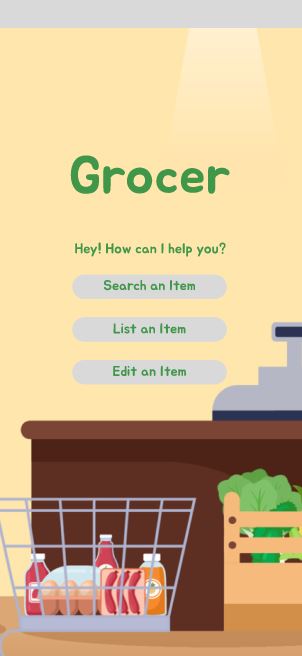 Grocer
Hey! How can I help you?
Search an Item
List an Item
Edit an Item